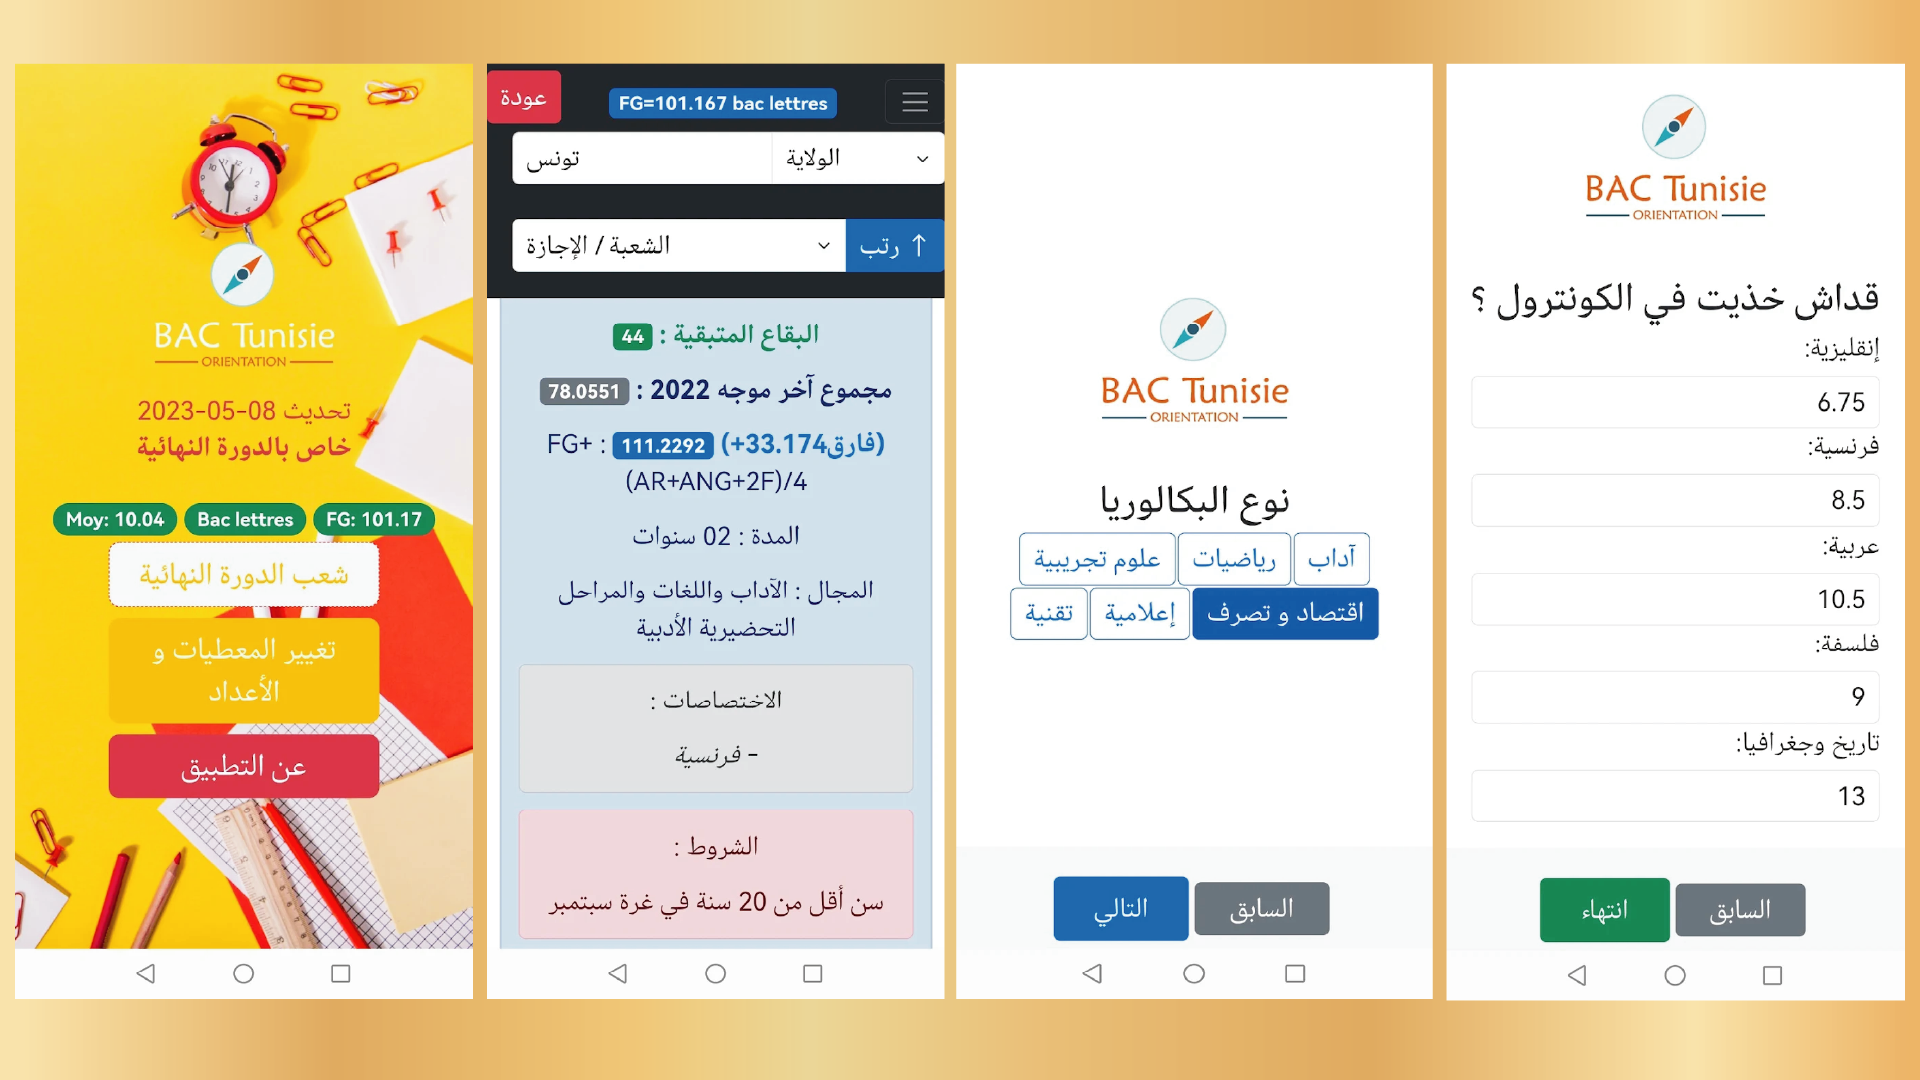 BAC Tunisie
ORIENTATION
تحديث 08-05-2023
خاص بالدورة النهائية
Moy: 10.04
Bac lettres
FG: 101.17
شعب الدورة النهائية
تغيير المعطيات و
الأعداد
عن التطبيق
عودة
FG=101.167 bac lettres
الولاية
تونس
الشعبة / الإجازة
رتب ↑
البقاع المتبقية : 44
مجموع آخر موجه 2022 : 78.0551
FG+ : 111.2292 (+33.174فارق)
(AR+ANG+2F)/4
المدة : 02 سنوات
المجال : الآداب واللغات والمراحل
التحضيرية الأدبية
الاختصاصات :
- فرنسية
الشروط :
سن أقل من 20 سنة في غرة سبتمبر
BAC Tunisie
ORIENTATION
نوع البكالوريا
آداب
رياضيات
علوم تجريبية
اقتصاد و تصرف
إعلامية
تقنية
السابق
التالي
BAC Tunisie
ORIENTATION
قداش خذيت في الكونترول ؟
إنقليزية:
6.75
فرنسية:
8.5
عربية:
10.5
فلسفة:
9
تاريخ وجغرافيا:
13
السابق
انتهاء